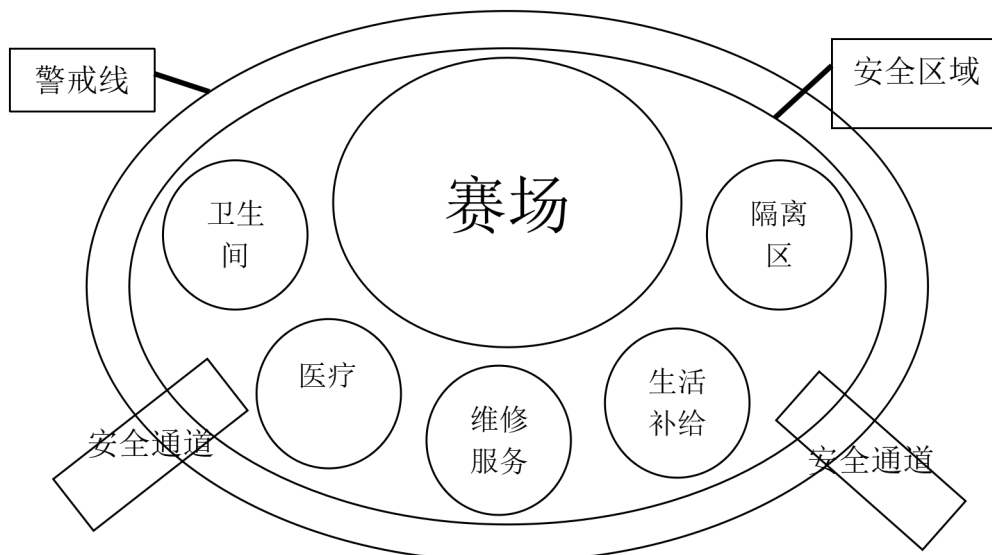 警戒线
安全区域
赛场
卫生
间
隔离
区
医疗
维修
服务
生活
补给
安全通道
安全通道